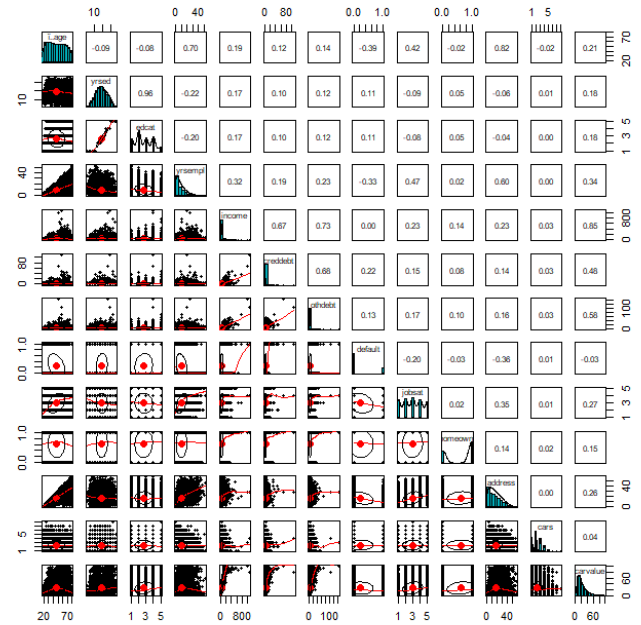 10 0 40 0 80 0.0 1.0 0.0 1.0 1 5
ï..age -0.09 -0.08 0.70 0.19 0.12 0.14 -0.39 0.42 -0.02 0.82 -0.02 0.21 20 70
10 yrsed 0.96 -0.22 0.17 0.10 0.12 0.11 -0.09 0.05 -0.06 0.01 0.18
edcat -0.20 0.17 0.10 0.12 0.11 -0.08 0.05 -0.04 0.00 0.18 1 3 5
0 40 yrsempl 0.32 0.19 0.23 -0.33 0.47 0.02 0.60 0.00 0.34
income 0.67 0.73 0.00 0.23 0.14 0.23 0.03 0.85 0 800
0 80 creddebt 0.68 0.22 0.15 0.08 0.14 0.03 0.48
othdebt 0.13 0.17 0.10 0.16 0.03 0.58 0 100
0.0 1.0 default -0.20 -0.03 -0.36 0.01 -0.03
jobsat 0.02 0.35 0.01 0.27 1 3 5
0.0 1.0 omeown 0.14 0.02 0.15
address 0.00 0.26 0 40
1 5 cars 0.04
carvalue 0 60
20 70 1 3 5 0 800 0 100 1 3 5 0 40 0 60